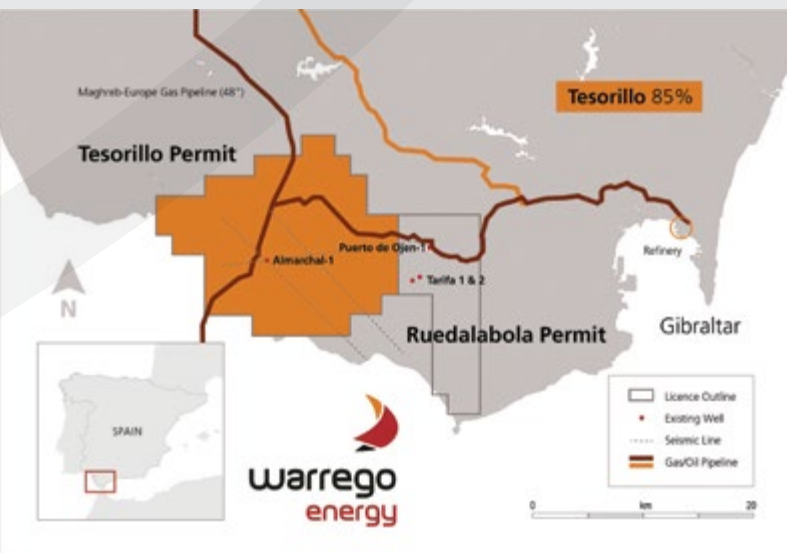 Maghreb-Europe Gas Pipeline (48")
Tesorillo 85%
Tesorillo Permit
Puerto de Ojen-1
Almarchal-1
Refinery
Tarifa 1 & 2
N
Ruedalabola Permit
Gibraltar
SPAIN
Licence Outline
Existing Well
Seismic Line
Gas/Oil Pipeline
warrego
energy
0 km 20